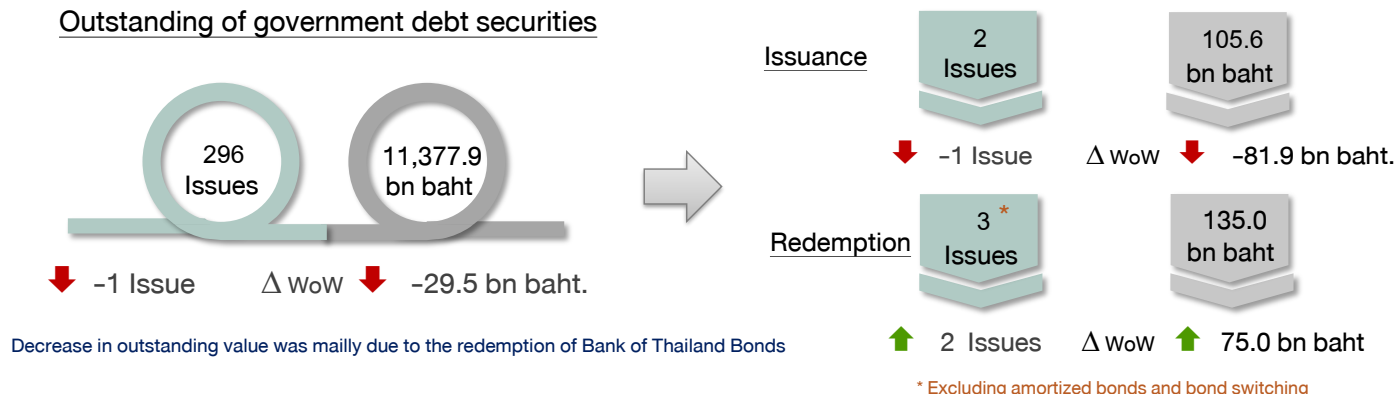 Outstanding of government debt securities
296
Issues
11,377.9
bn baht
-1 Issue
Δ WoW
-29.5 bn baht.
Decrease in outstanding value was mailly due to the redemption of Bank of Thailand Bonds
Issuance
2
Issues
105.6
bn baht
-1 Issue
Δ WoW
-81.9 bn baht.
Redemption
3 *
Issues
135.0
bn baht
2 Issues
Δ WoW
75.0 bn baht
* Excluding amortized bonds and bond switching